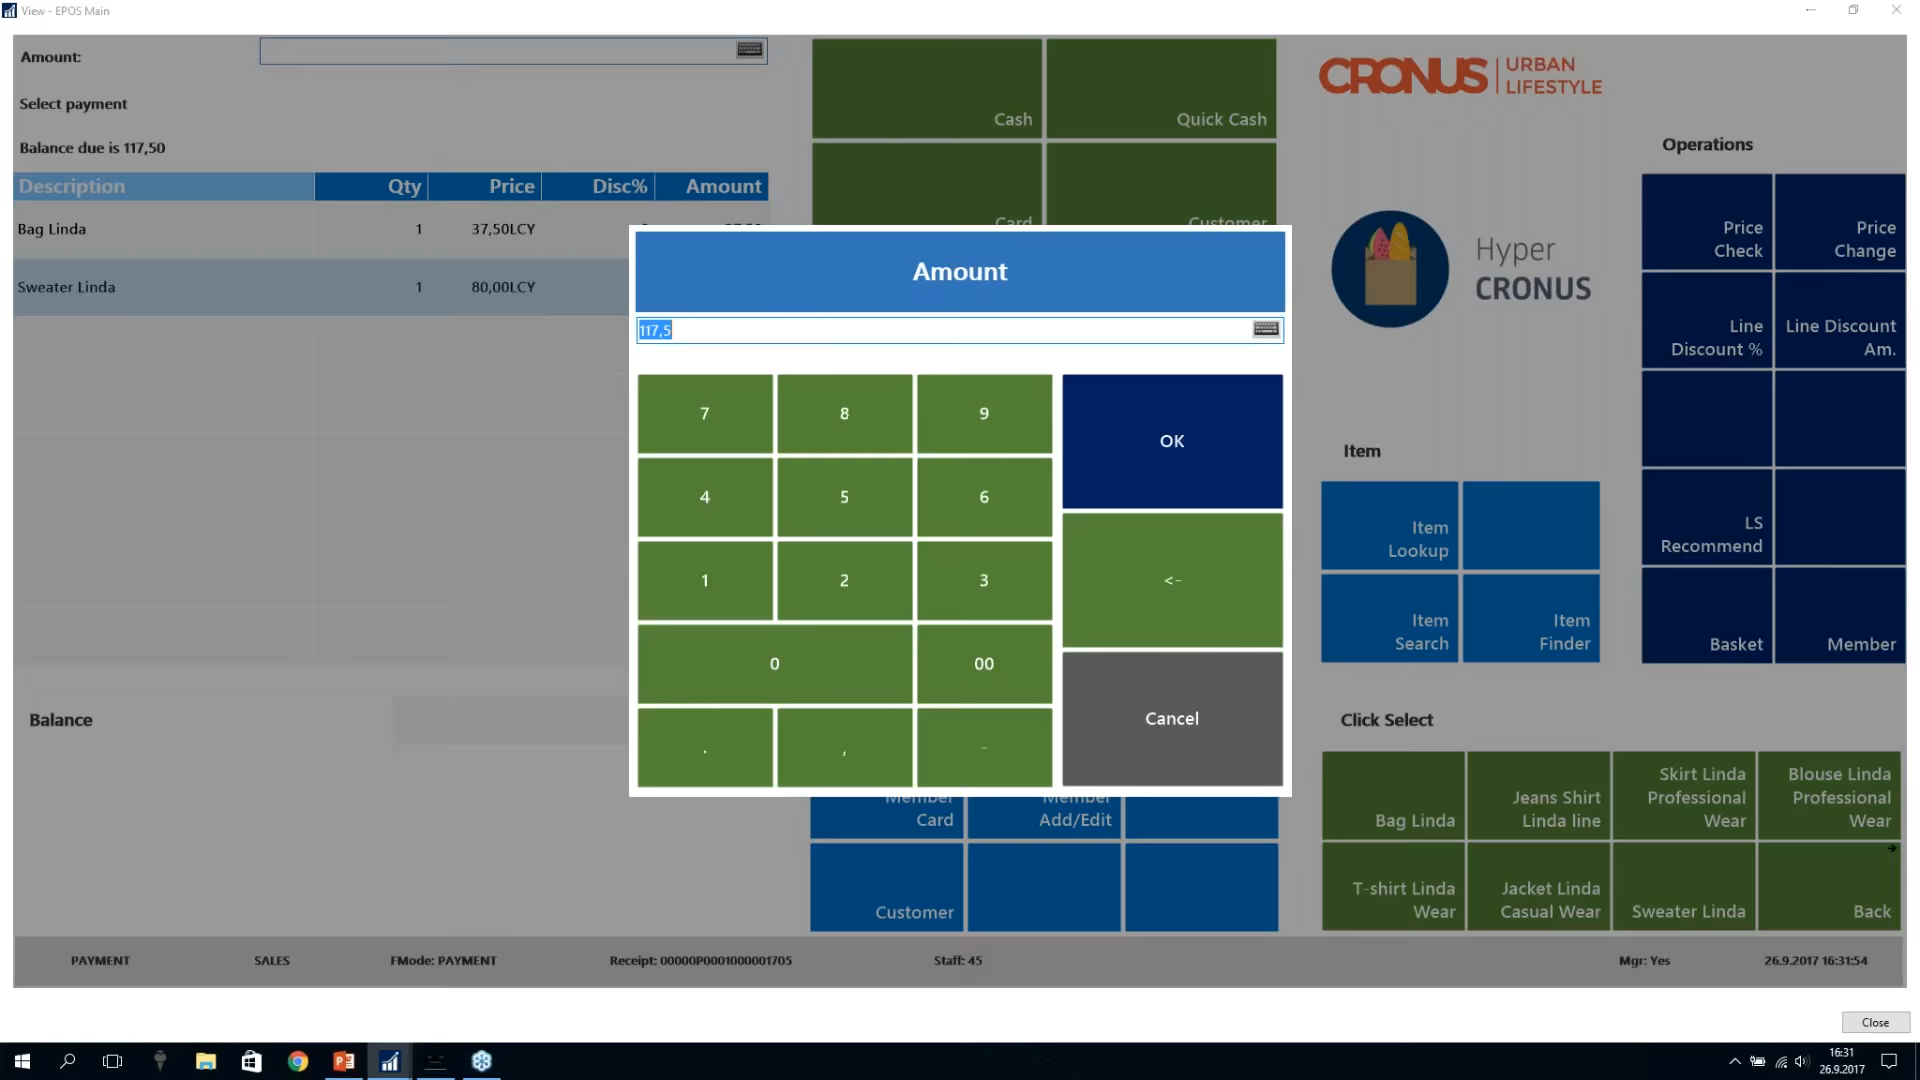 View - EPOS Main
Amount:
Select payment
Balance due is 117,50
Description Qty Price Disc% Amount
Bag Linda 1 37,50LCY
Sweater Linda 1 80,00LCY
Balance
Cash
Quick Cash
Card
Customer
Amount
117,5
7 8 9
4 5 6
1 2 3
0 00
. , -
OK
<-
Cancel
Member
Card
Member
Add/Edit
Customer
CRONUS | URBAN
LIFESTYLE
Hyper
CRONUS
Operations
Price
Check
Price
Change
Line
Discount %
Line Discount
Am.
LS
Recommend
Basket
Member
Item
Item
Lookup
Item
Search
Item
Finder
Click Select
Bag Linda
Jeans Shirt
Linda line
Skirt Linda
Professional
Wear
Blouse Linda
Professional
Wear
T-shirt Linda
Wear
Jacket Linda
Casual Wear
Sweater Linda
Back
PAYMENT SALES FMode: PAYMENT Receipt: 00000P0001000001705 Staff: 45 Mgr: Yes 26.9.2017 16:31:54
Close
16:31
26.9.2017